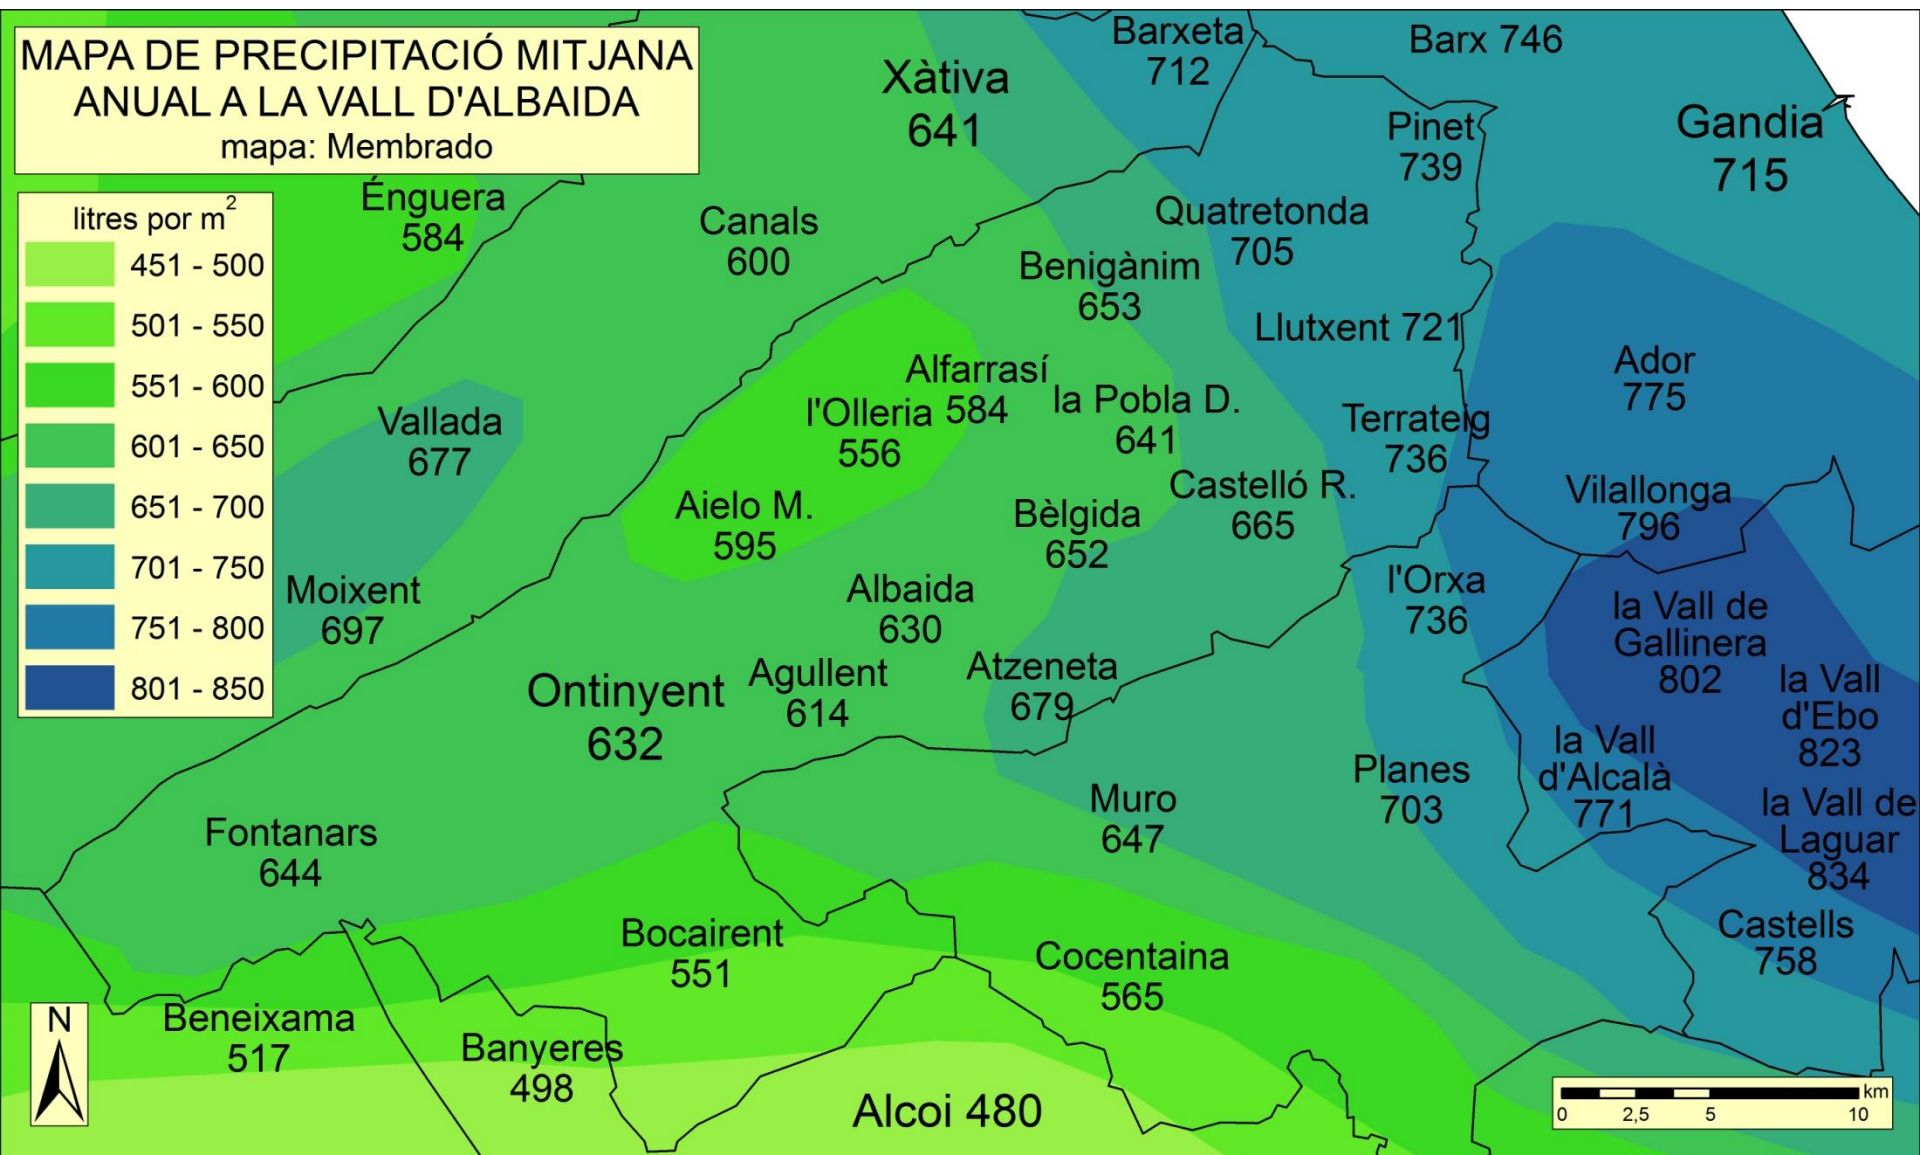 MAPA DE PRECIPITACIÓ MITJANA
ANUAL A LA VALL D'ALBAIDA
mapa: Membrado
litres por m²
451 - 500
501 - 550
551 - 600
601 - 650
651 - 700
701 - 750
751 - 800
801 - 850
Barxeta
712
Barx 746
Xàtiva
641
Gandia
715
Pinet
739
Énguera
584
Canals
600
Quatretonda
705
Benigànim
653
Llutxent 721
Ador
775
Alfarrasí
584
l'Olleria
556
la Pobla D.
641
Terrateig
736
Vallada
677
Castelló R.
665
Vilallonga
796
Aielo M.
595
Bèlgida
652
Moixent
697
Albaida
630
l'Orxa
736
la Vall de
Gallinera
802
Ontinyent
632
Agullent
614
Atzeneta
679
la Vall
d'Ebo
823
la Vall
d'Alcalà
771
Planes
703
Muro
647
la Vall de
Laguar
834
Fontanars
644
Bocairent
551
Cocentaina
565
Castells
758
Beneixama
517
Banyeres
498
Alcoi 480
N
km
0 2,5 5 10